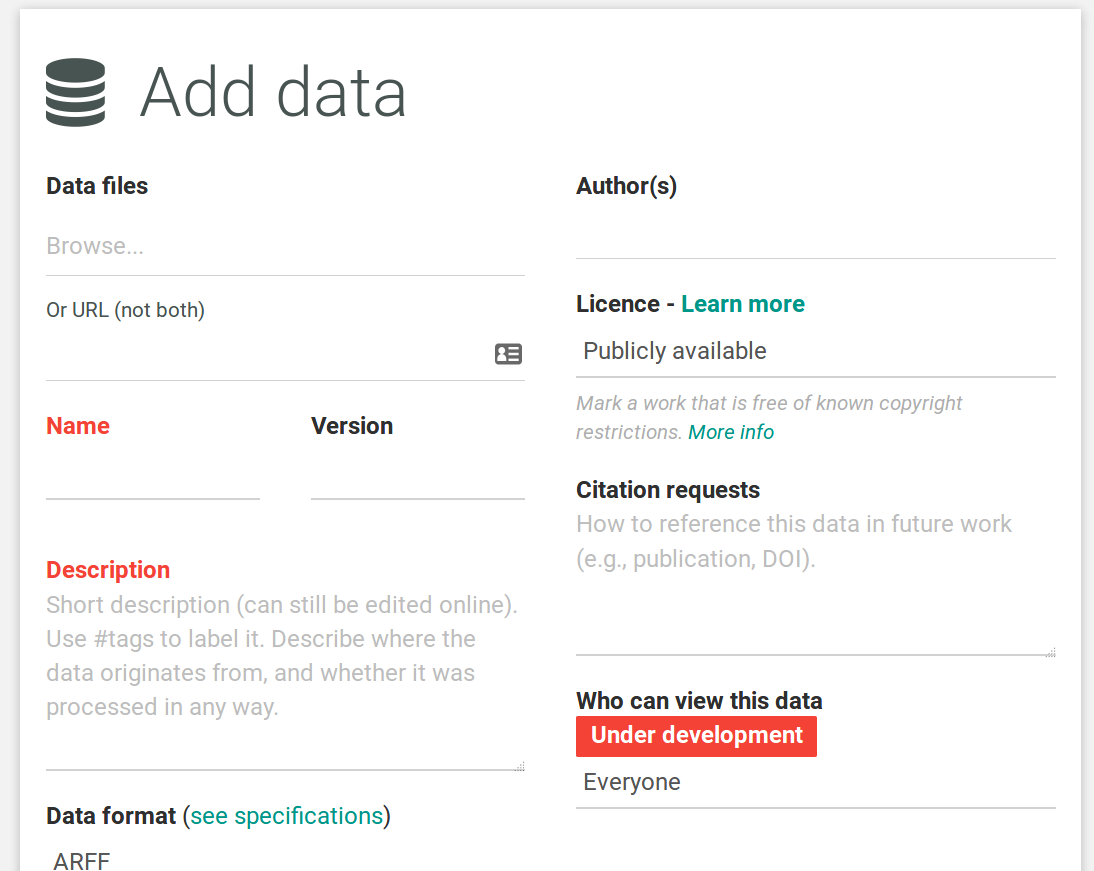 Add data
Data files
Browse...
Or URL (not both)
Name
Version
Description
Short description (can still be edited online).
Use #tags to label it. Describe where the
data originates from, and whether it was
processed in any way.
Data format (see specifications)
ARFF
Author(s)
Licence - Learn more
Publicly available
Mark a work that is free of known copyright
restrictions. More info
Citation requests
How to reference this data in future work
(e.g., publication, DOI).
Who can view this data
Under development
Everyone